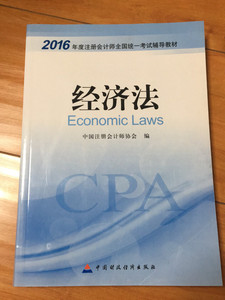 2016年度注册会计师全国统一考试辅导教材
经济法
Economic Laws
中国注册会计师协会 编
CPA
中国财政经济出版社